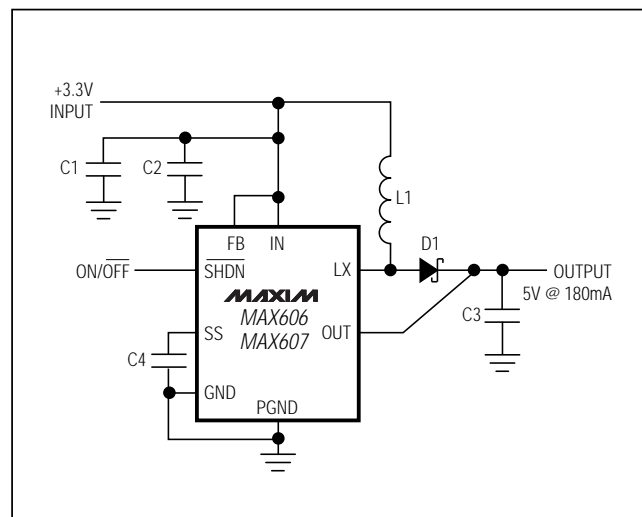 +3.3V
INPUT
C1
C2
L1
FB
IN
D1
ON/OFF
SHDN
LX
OUTPUT
5V @ 180mA
MAXIM
MAX606
MAX607
SS
OUT
C3
C4
GND
PGND